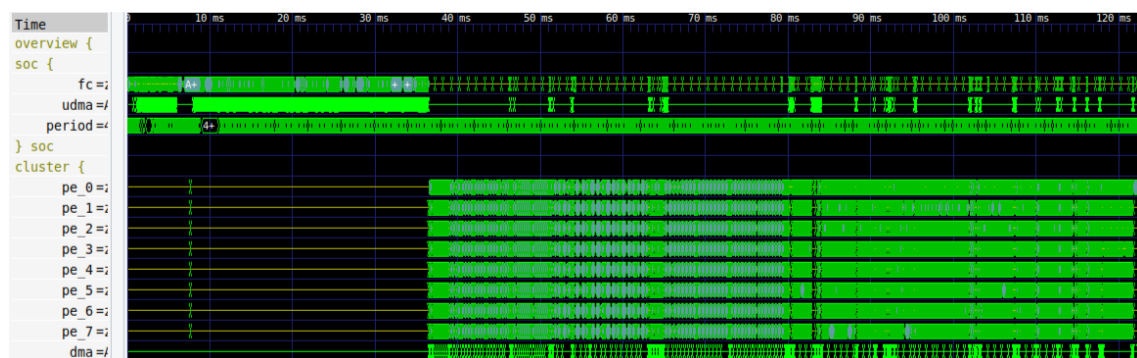 Time
10 ms 20 ms 30 ms 40 ms 50 ms 60 ms 70 ms 80 ms 90 ms 100 ms 110 ms 120 ms
overview {
soc {
fc=z A+ + +
udma=A
period=4 4+
} soc
cluster {
pe_0=z
pe_1=z
pe_2=z
pe_3=z
pe_4=z
pe_5=z
pe_6=z
pe_7=z
dma=A